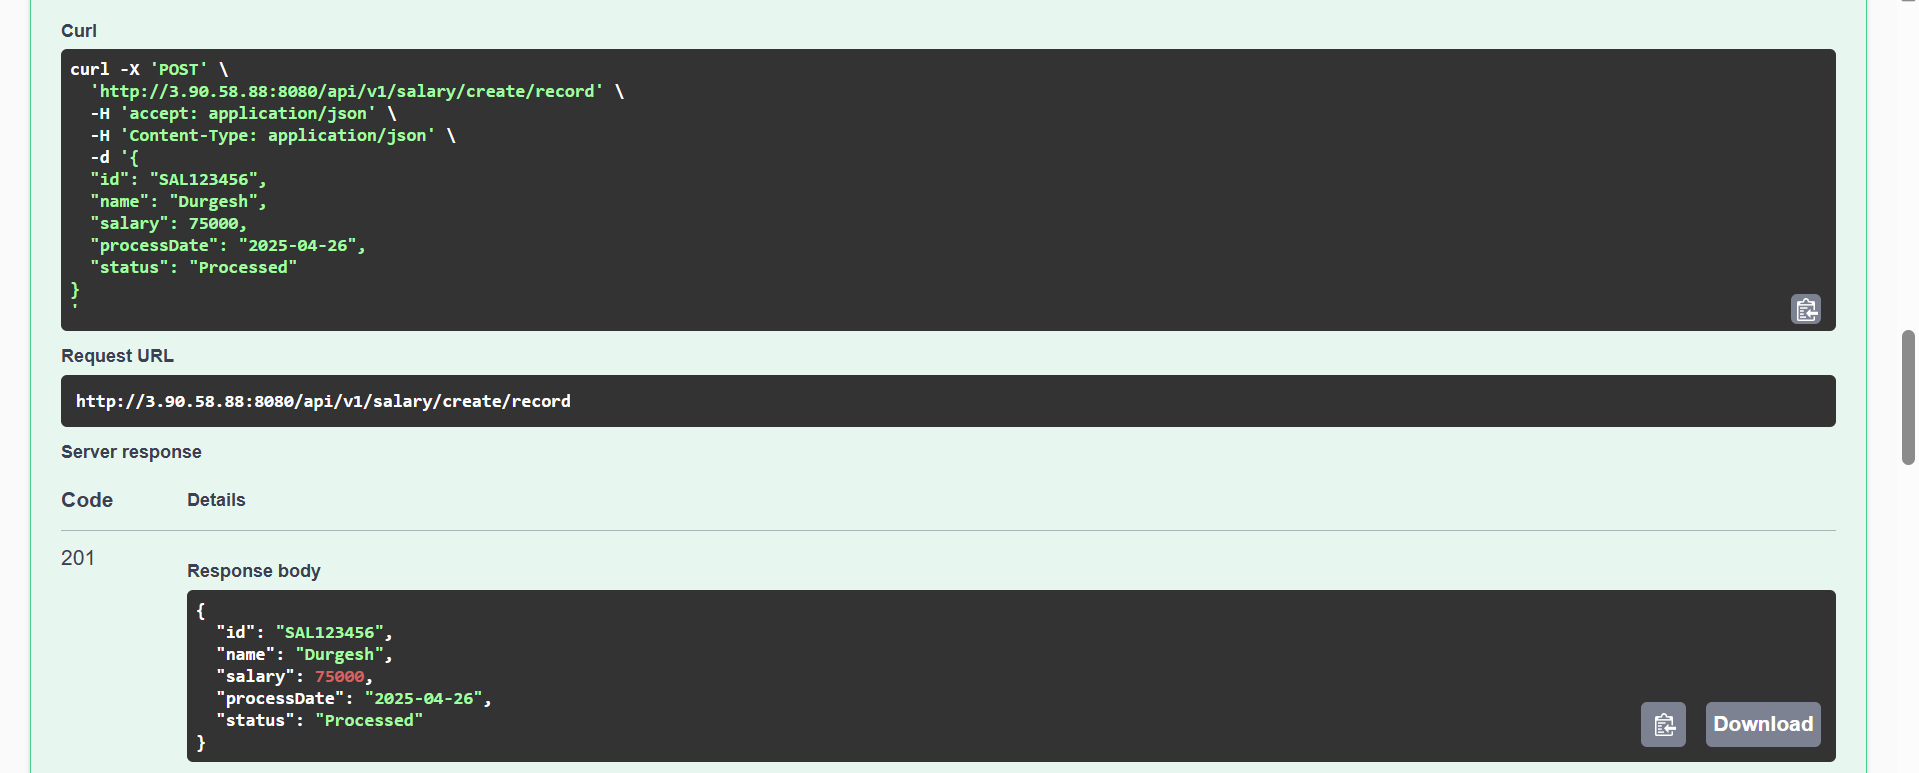 Curl
curl -X 'POST' \
  'http://3.90.58.88:8080/api/v1/salary/create/record' \
  -H 'accept: application/json' \
  -H 'Content-Type: application/json' \
  -d '{
  "id": "SAL123456",
  "name": "Durgesh",
  "salary": 75000,
  "processDate": "2025-04-26",
  "status": "Processed"
}
'
Request URL
http://3.90.58.88:8080/api/v1/salary/create/record
Server response
Code Details
201
Response body
{
  "id": "SAL123456",
  "name": "Durgesh",
  "salary": 75000,
  "processDate": "2025-04-26",
  "status": "Processed"
}
Download